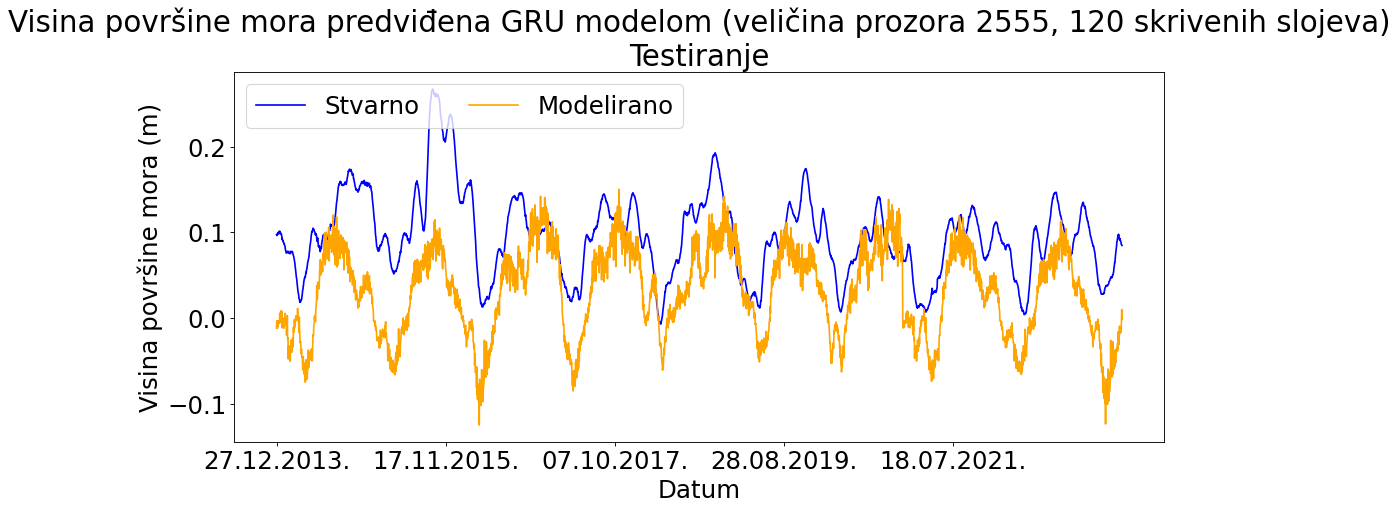 Visina površine mora predviđena GRU modelom (veličina prozora 2555, 120 skrivenih slojeva)
Testiranje
Stvarno
Modelirano
Visina površine mora (m)
0.2
0.1
0.0
−0.1
27.12.2013.
17.11.2015.
07.10.2017.
28.08.2019.
18.07.2021.
Datum